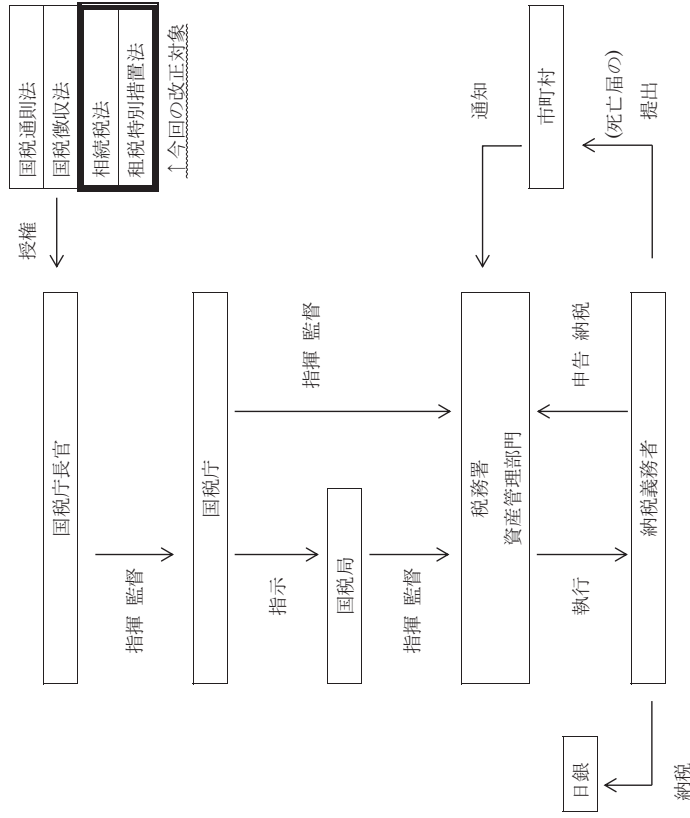 国税通則法
国税徴収法
相続税法
租税特別措置法
↑今回の改正対象
授権
国税庁長官
指揮 監督
国税庁
指示
指揮 監督
国税局
指揮 監督
税務署
資産管理部門
通知
市町村
(死亡届の)
提出
執行
申告 納税
納税義務者
日銀
納税